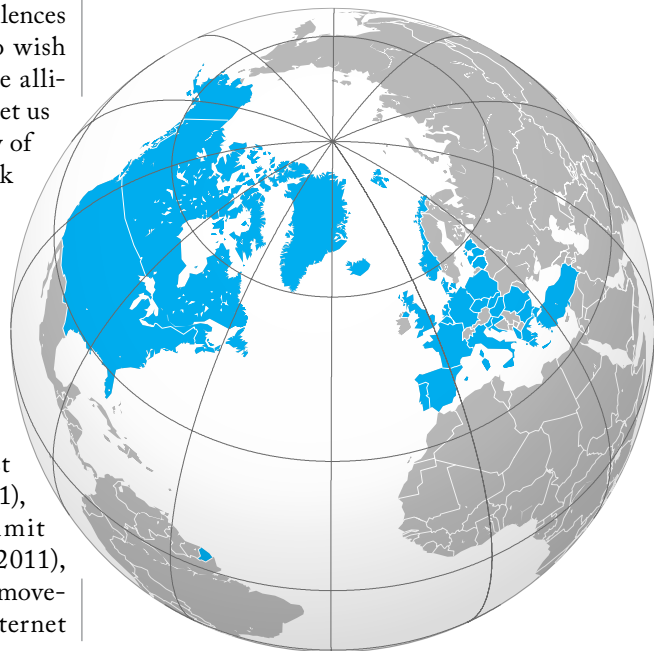 lences
o wish
e alli-
et us
y of
k
t
1),
mit
2011),
move-
ternet